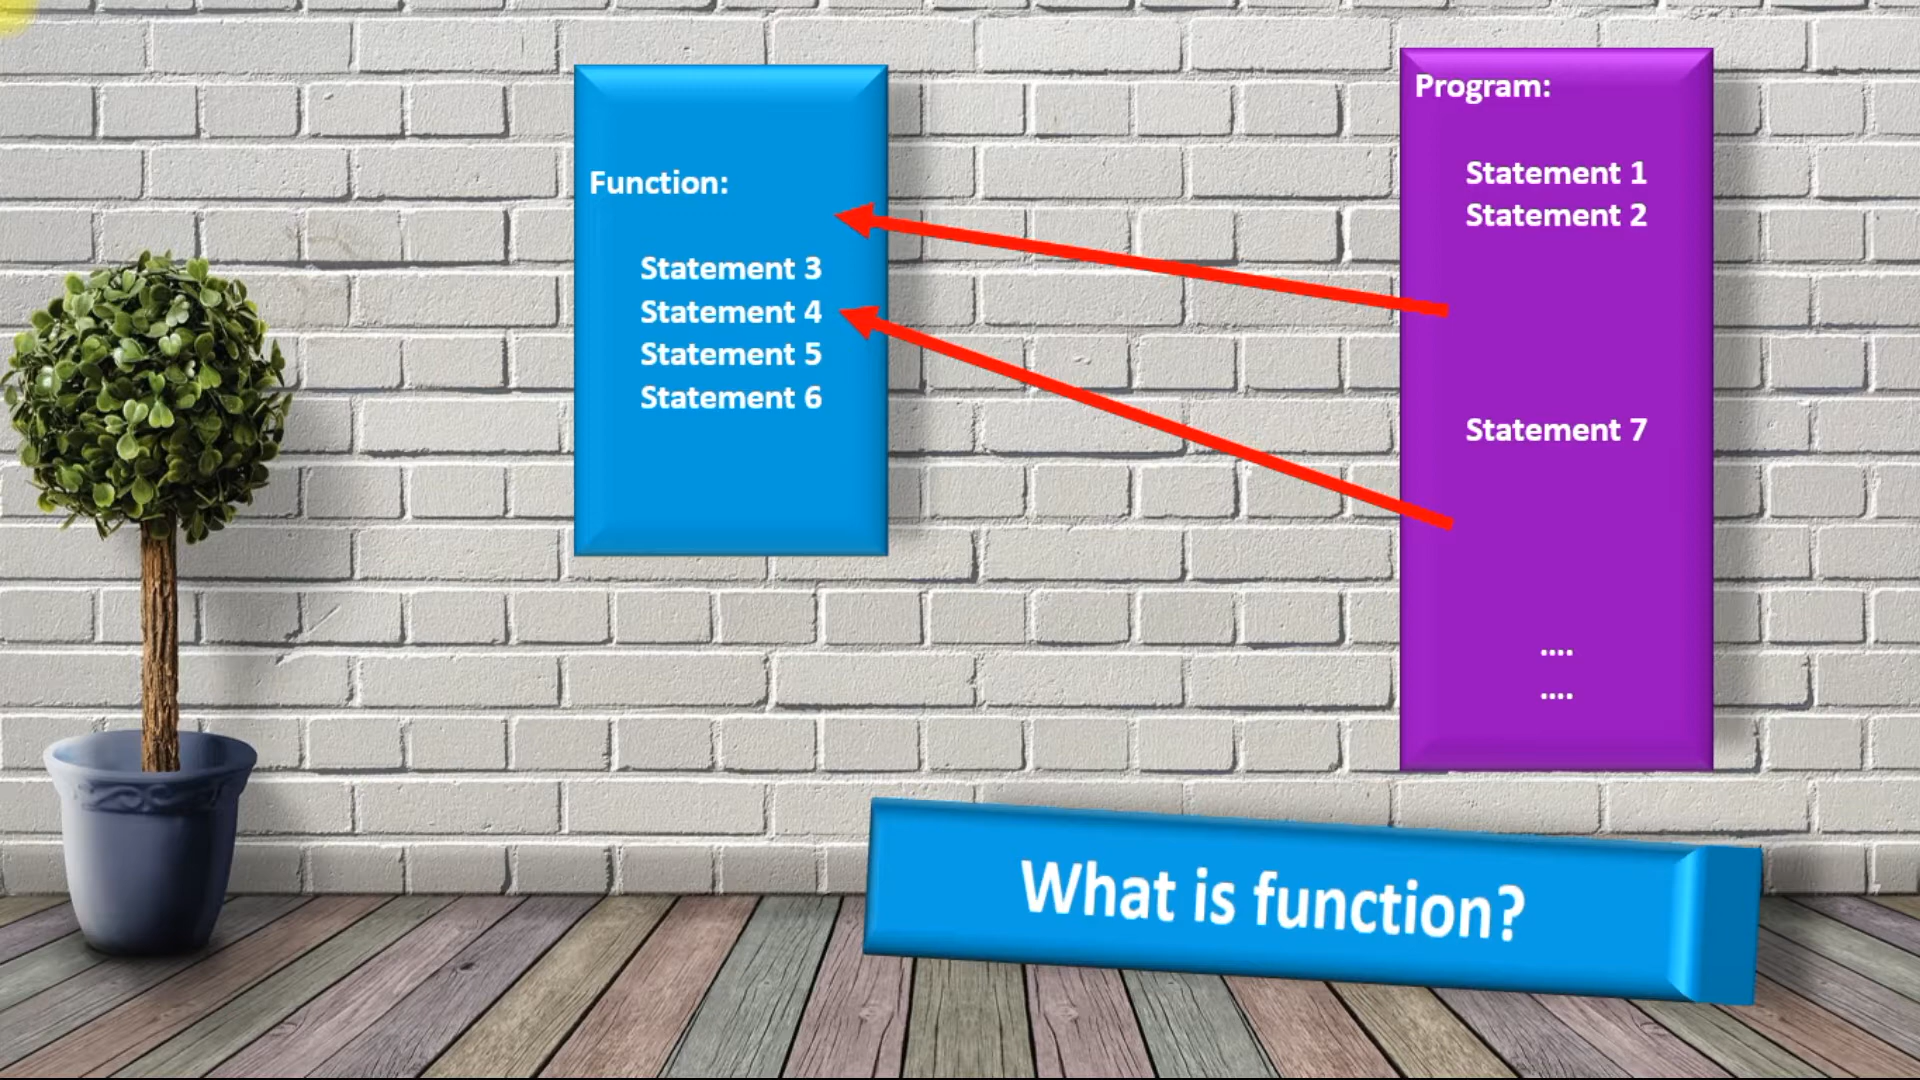 Function:
Statement 3
Statement 4
Statement 5
Statement 6
Program:
Statement 1
Statement 2
Statement 7
....
....
What is function?